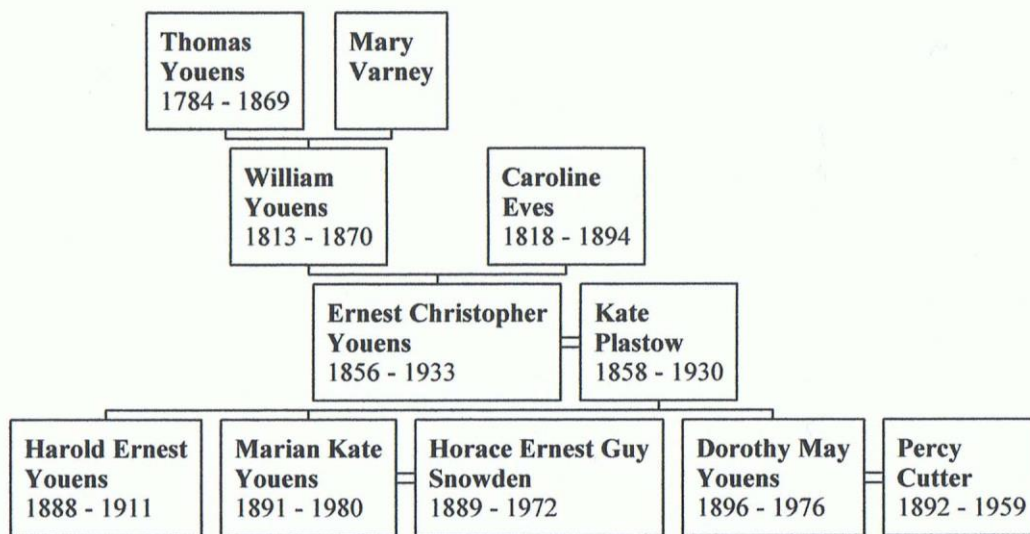 Thomas
Youens
1784 - 1869
Mary
Varney
William
Youens
1813 - 1870
Caroline
Eves
1818 - 1894
Ernest Christopher
Youens
1856 - 1933
Kate
Plastow
1858 - 1930
Harold Ernest
Youens
1888 - 1911
Marian Kate
Youens
1891 - 1980
Horace Ernest Guy
Snowden
1889 - 1972
Dorothy May
Youens
1896 - 1976
Percy
Cutter
1892 - 1959